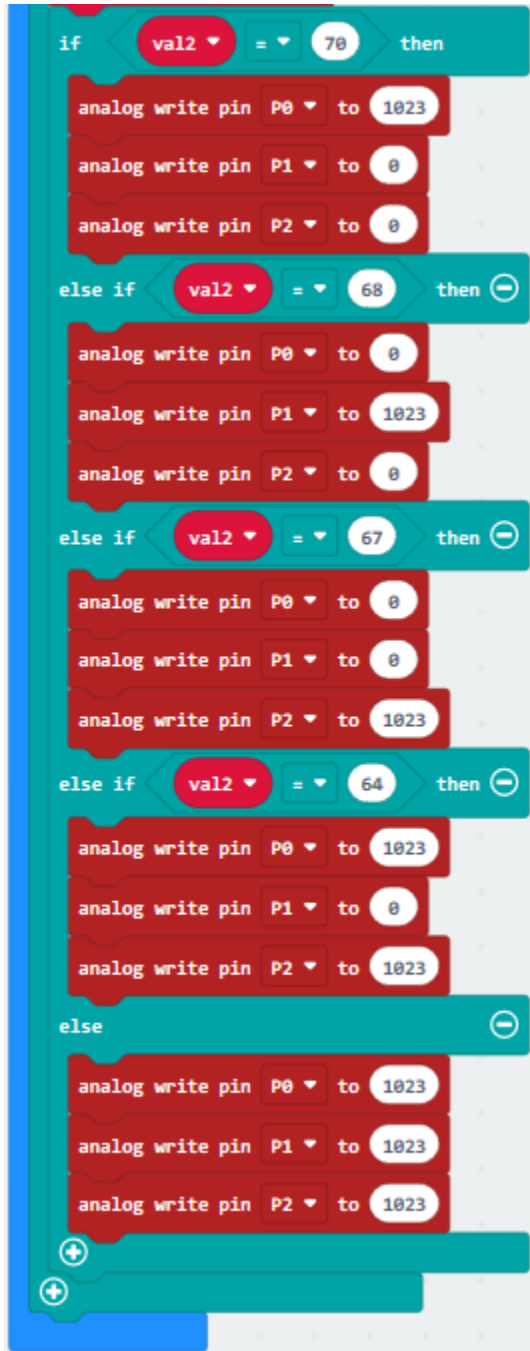 if val2 = 70 then
analog write pin P0 to 1023
analog write pin P1 to 0
analog write pin P2 to 0
else if val2 = 68 then
analog write pin P0 to 0
analog write pin P1 to 1023
analog write pin P2 to 0
else if val2 = 67 then
analog write pin P0 to 0
analog write pin P1 to 0
analog write pin P2 to 1023
else if val2 = 64 then
analog write pin P0 to 1023
analog write pin P1 to 0
analog write pin P2 to 1023
else
analog write pin P0 to 1023
analog write pin P1 to 1023
analog write pin P2 to 1023